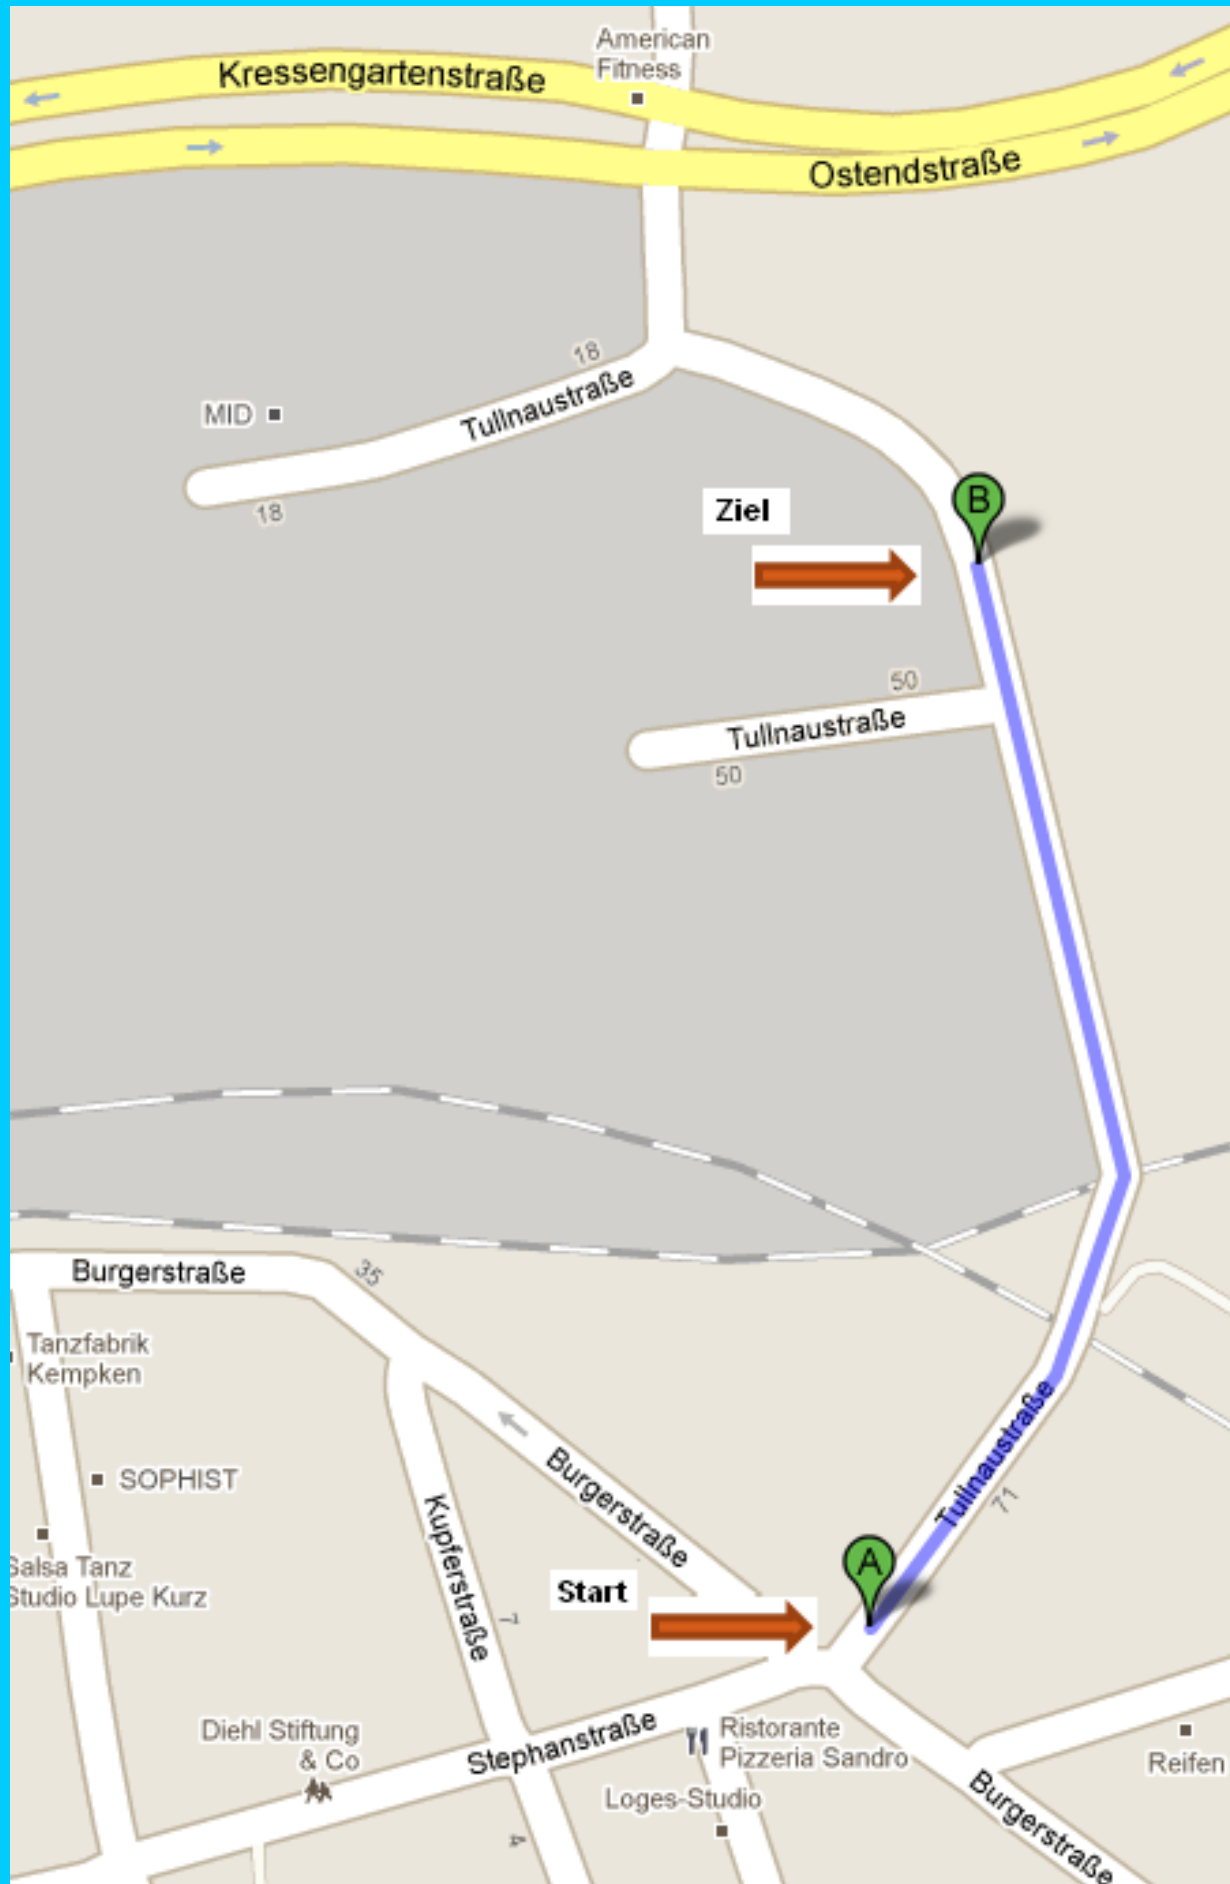 American
Fitness
Kressengartenstraße
Ostendstraße
18
Tullnaustraße
MID
18
Ziel
B
50
Tullnaustraße
50
Burgerstraße
35
Tanzfabrik
Kempken
Tullnaustraße
71
SOPHIST
Burgerstraße
Kupferstraße
A
Salsa Tanz
Studio Lupe Kurz
Start
1
Diehl Stiftung
& Co
Stephanstraße
Ristorante
Pizzeria Sandro
Reifen
Loges-Studio
Burgerstraße
4